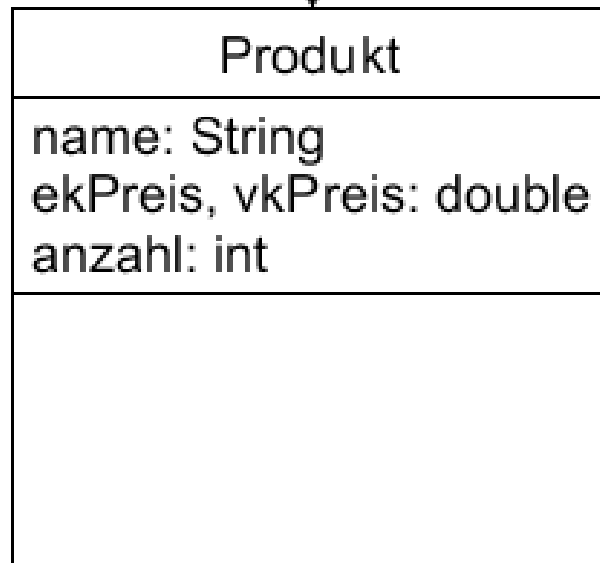 Produkt
name: String
ekPreis, vkPreis: double
anzahl: int